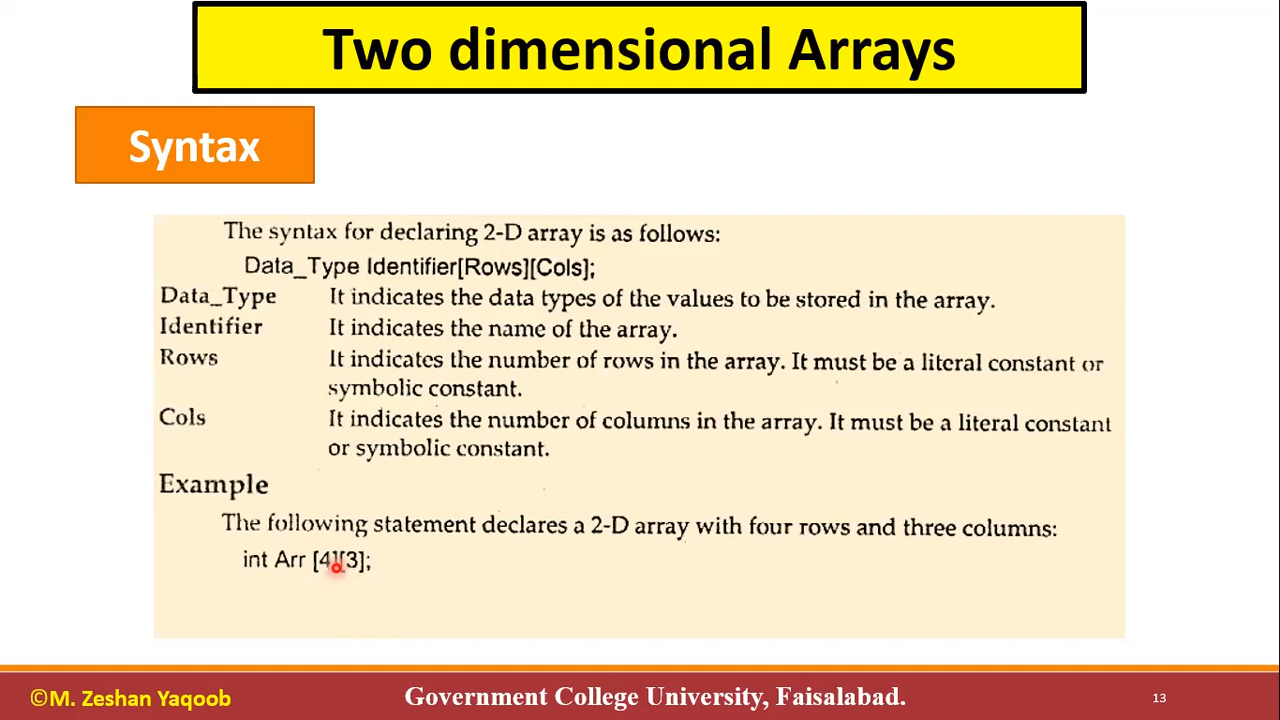 Two dimensional Arrays
Syntax
The syntax for declaring 2-D array is as follows:
Data_Type Identifier[Rows][Cols];
Data_Type It indicates the data types of the values to be stored in the array.
Identifier It indicates the name of the array.
Rows It indicates the number of rows in the array. It must be a literal constant or
symbolic constant.
Cols It indicates the number of columns in the array. It must be a literal constant
or symbolic constant.
Example
The following statement declares a 2-D array with four rows and three columns:
int Arr [4][3];
©M. Zeshan Yaqoob
Government College University, Faisalabad.
13